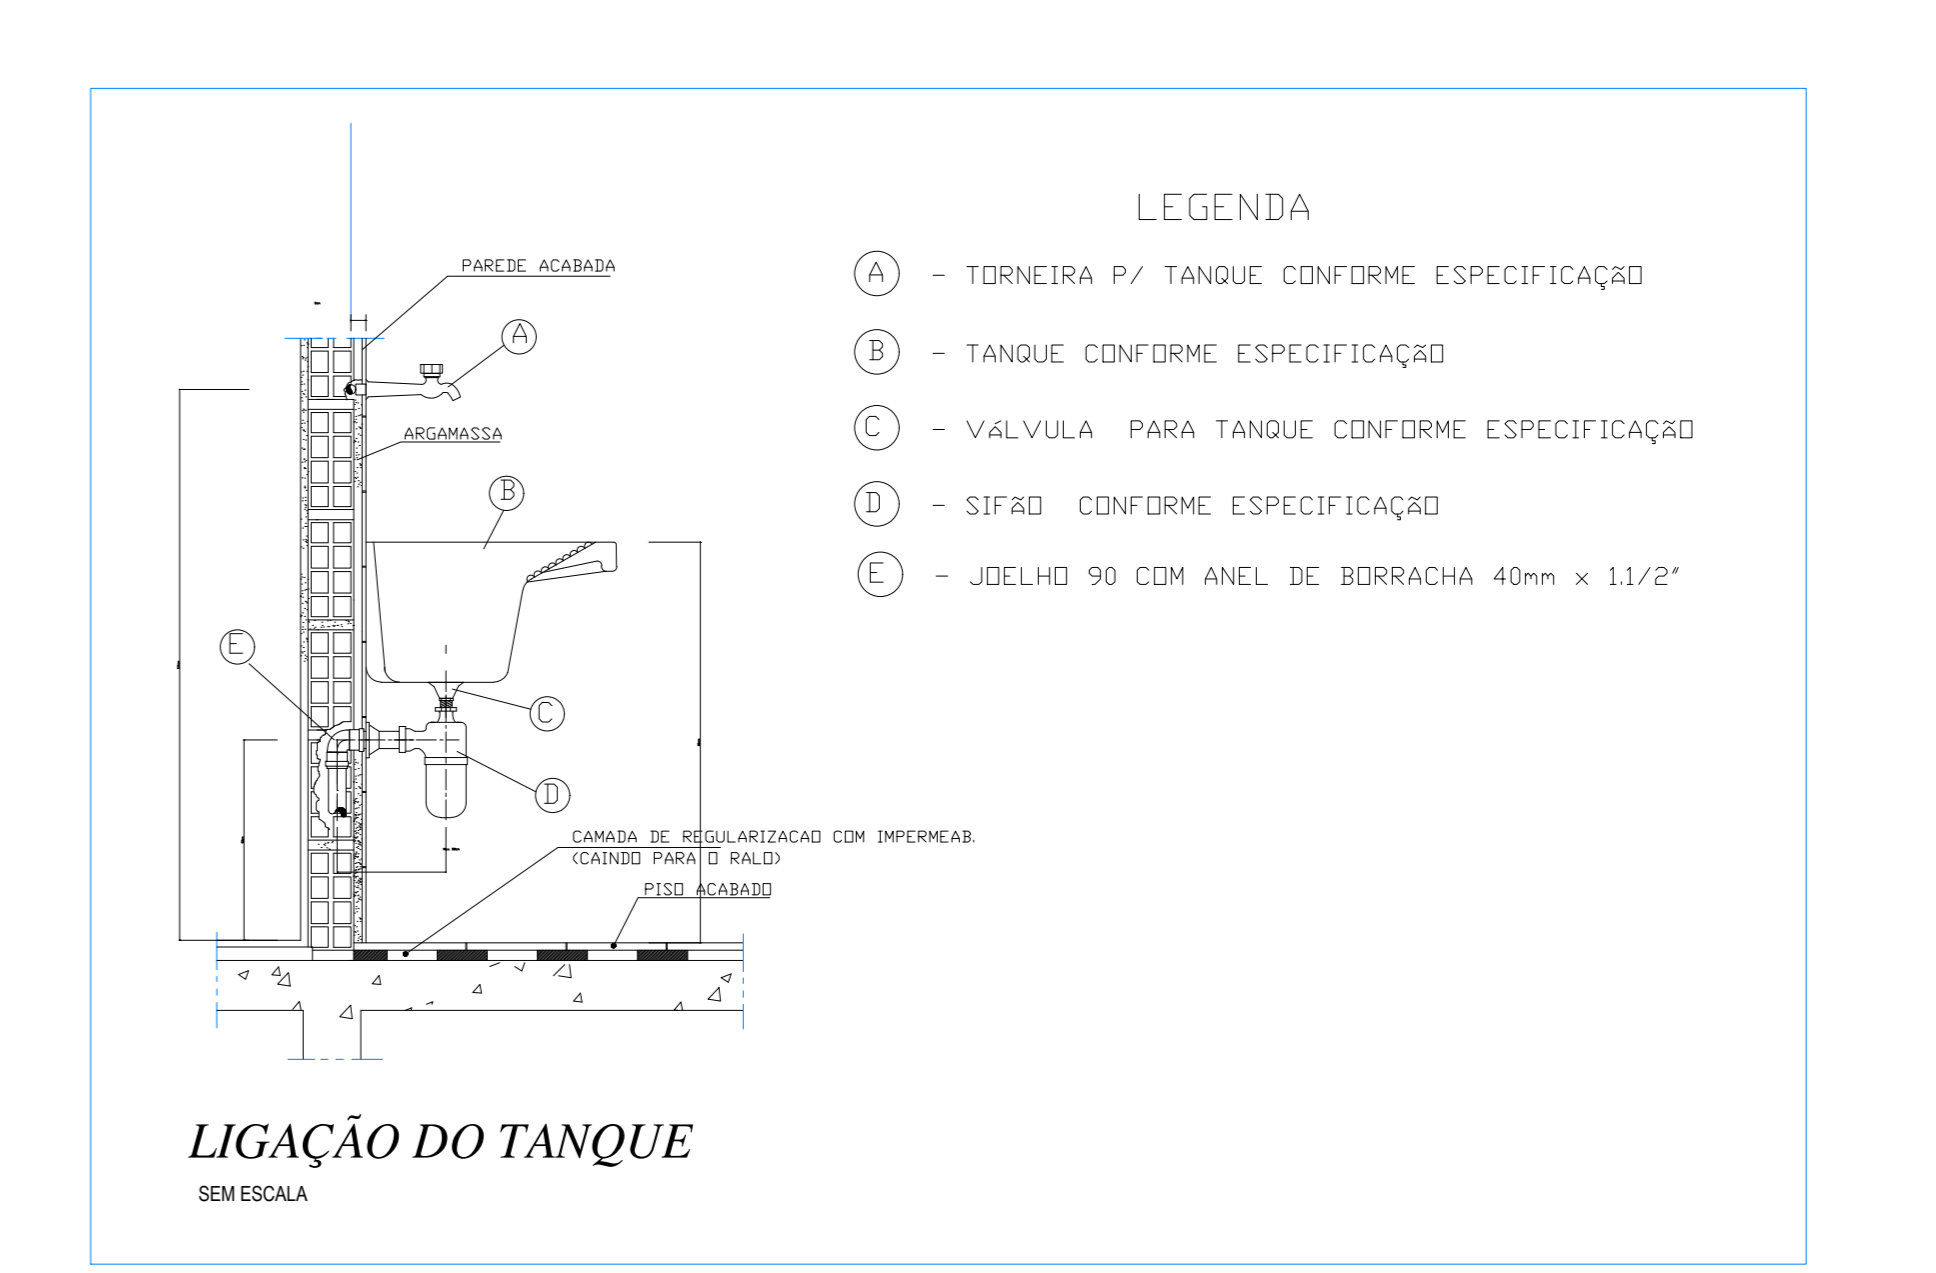 LEGENDA
PAREDE ACABADA
A
A - TORNEIRA P/ TANQUE CONFORME ESPECIFICAÇÃO
B - TANQUE CONFORME ESPECIFICAÇÃO
ARGAMASSA
C - VáLVULA PARA TANQUE CONFORME ESPECIFICAÇÃO
B
D - SIFÃO CONFORME ESPECIFICAÇÃO
E - JOELHO 90 COM ANEL DE BORRACHA 40mm x 1.1/2"
E
C
D
CAMADA DE REGULARIZACAO COM IMPERMEAB.
(CAINDO PARA O RALO)
PISO ACABADO
LIGAÇÃO DO TANQUE
SEM ESCALA